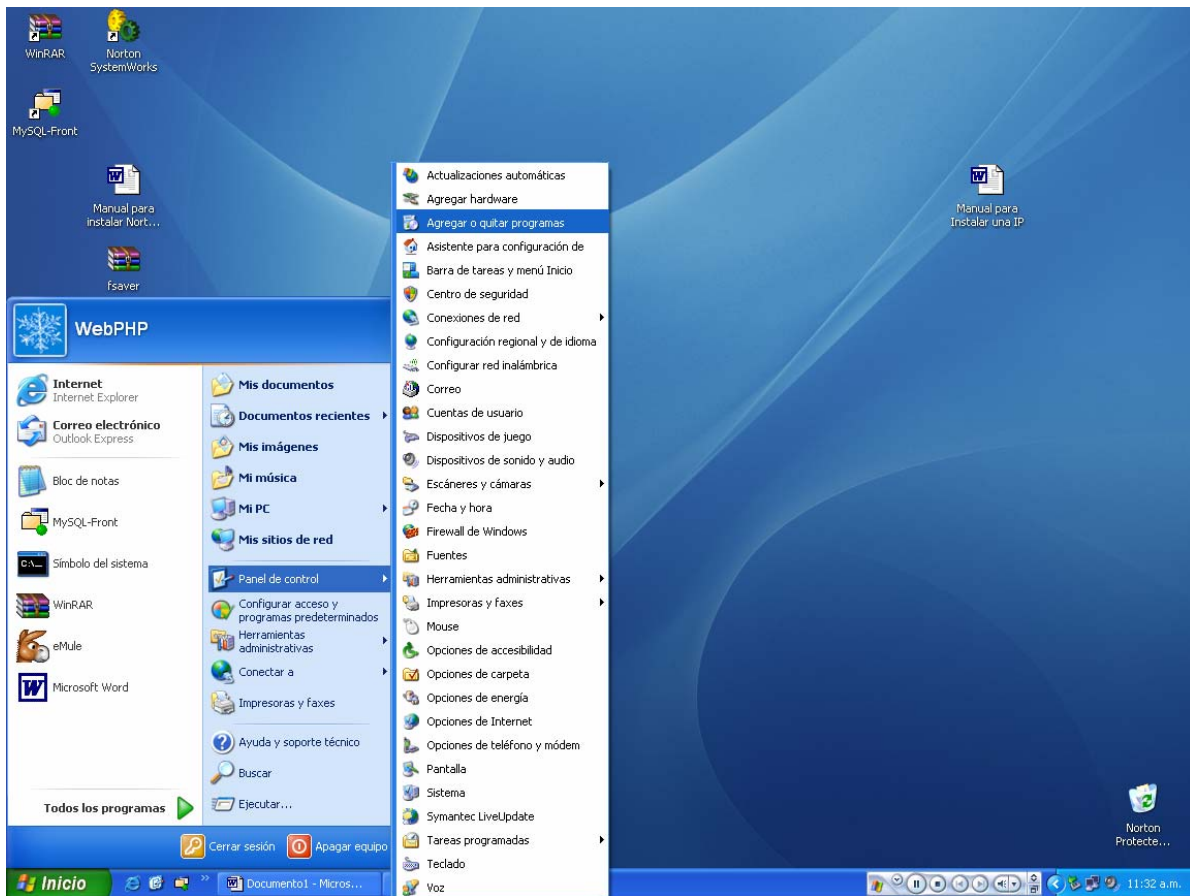 WinRAR
Norton
SystemWorks
MySQL-Front
Manual para
instalar Nort...
fsaver
Manual para
Instalar una IP
WebPHP
Internet
Internet Explorer
Correo electrónico
Outlook Express
Bloc de notas
MySQL-Front
Símbolo del sistema
WinRAR
eMule
Microsoft Word
Todos los programas
Mis documentos
Documentos recientes
Mis imágenes
Mi música
Mi PC
Mis sitios de red
Panel de control
Configurar acceso y
programas predeterminados
Herramientas
administrativas
Conectar a
Impresoras y faxes
Ayuda y soporte técnico
Buscar
Ejecutar...
Cerrar sesión
Apagar equipo
Actualizaciones automáticas
Agregar hardware
Agregar o quitar programas
Asistente para configuración de
Barra de tareas y menú Inicio
Centro de seguridad
Conexiones de red
Configuración regional y de idioma
Configurar red inalámbrica
Correo
Cuentas de usuario
Dispositivos de juego
Dispositivos de sonido y audio
Escáneres y cámaras
Fecha y hora
Firewall de Windows
Fuentes
Herramientas administrativas
Impresoras y faxes
Mouse
Opciones de accesibilidad
Opciones de carpeta
Opciones de energía
Opciones de Internet
Opciones de teléfono y módem
Pantalla
Sistema
Symantec LiveUpdate
Tareas programadas
Teclado
Voz
Norton
Protecte...
Inicio
Documento1 - Micros...
11:32 a.m.